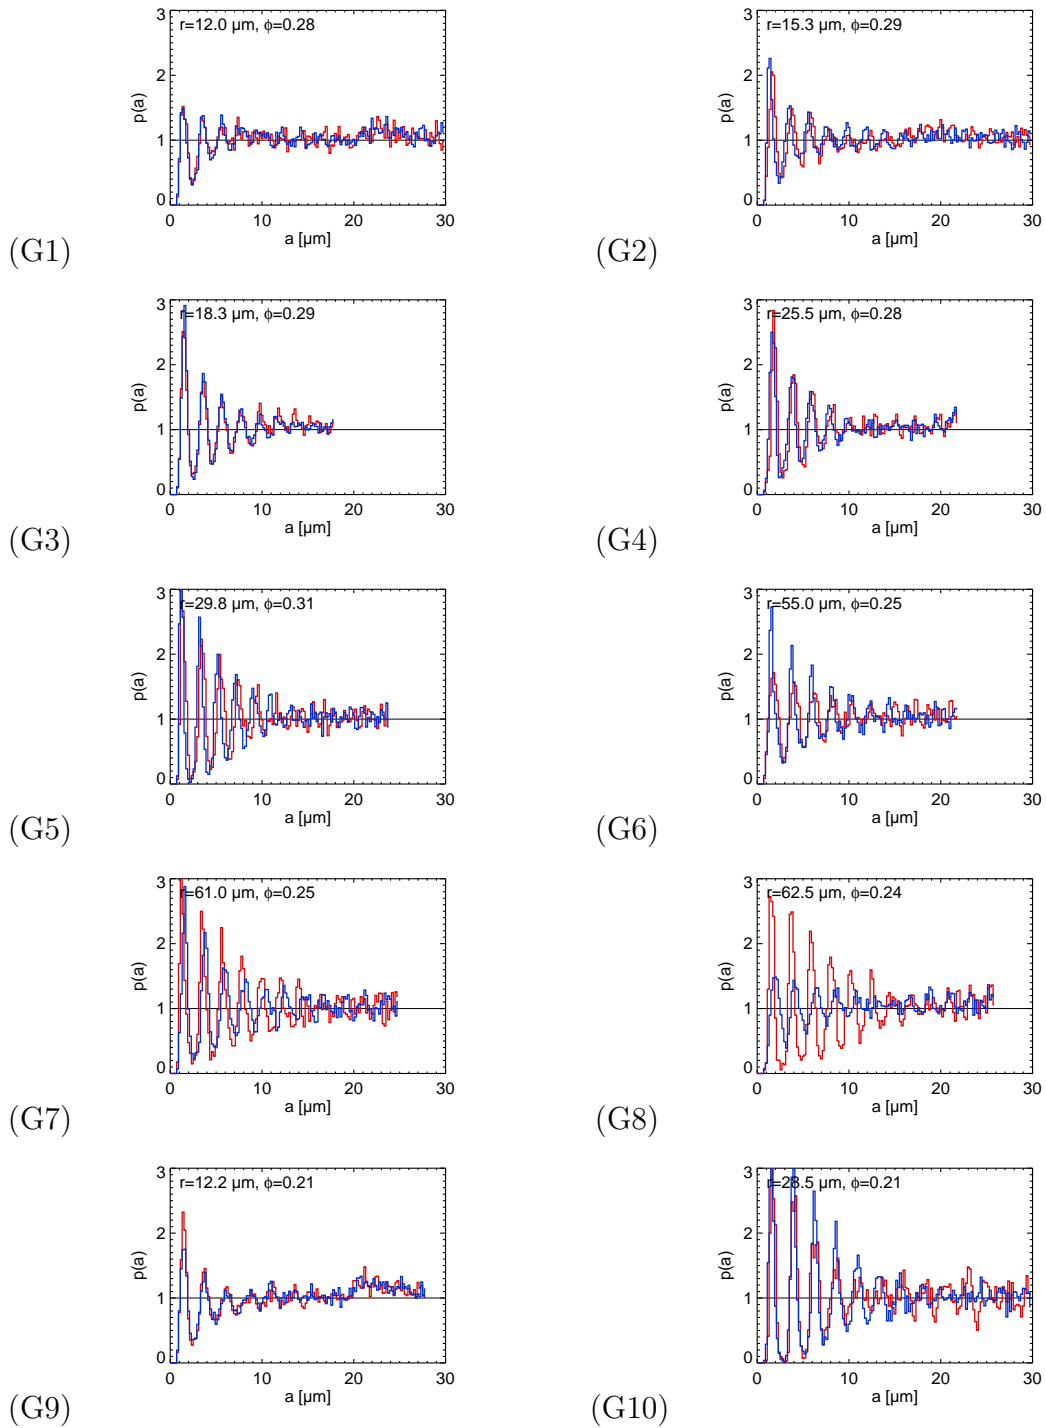 3
r=12.0 μm, ϕ=0.28
2
p(a)
1
0
0 10 20 30
a [μm]
(G1)
3
r=15.3 μm, ϕ=0.29
2
p(a)
1
0
0 10 20 30
a [μm]
(G2)
3
r=18.3 μm, ϕ=0.29
2
p(a)
1
0
0 10 20 30
a [μm]
(G3)
3
r=25.5 μm, ϕ=0.28
2
p(a)
1
0
0 10 20 30
a [μm]
(G4)
3
r=29.8 μm, ϕ=0.31
2
p(a)
1
0
0 10 20 30
a [μm]
(G5)
3
r=55.0 μm, ϕ=0.25
2
p(a)
1
0
0 10 20 30
a [μm]
(G6)
3
r=61.0 μm, ϕ=0.25
2
p(a)
1
0
0 10 20 30
a [μm]
(G7)
3
r=62.5 μm, ϕ=0.24
2
p(a)
1
0
0 10 20 30
a [μm]
(G8)
3
r=12.2 μm, ϕ=0.21
2
p(a)
1
0
0 10 20 30
a [μm]
(G9)
3
r=28.5 μm, ϕ=0.21
2
p(a)
1
0
0 10 20 30
a [μm]
(G10)